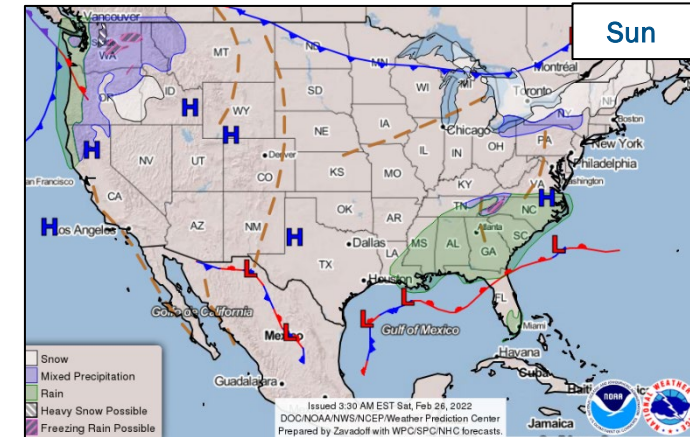 Sun
Vancouver
WA
MT
ND
MN
Montréal
OR
ID
WY
SD
WI
MI
Toronto
NH
NY
Boston
NE
IA
Chicago
PA
New York
NV
UT
Denver
IL
IN
OH
Philadelphia
San Francisco
CO
KS
MO
KY
VA
Washington
CA
H
H
H
H
H
H
AZ
NM
OK
AR
TN
NC
Los Angeles
Atlanta
SC
Dallas
MS
AL
GA
TX
LA
Houston
L
L
L
L
L
FL
Golfo de California
Mexico
Gulf of Mexico
Miami
Havana
Cuba
Guadalajara
Jamaica
Snow
Mixed Precipitation
Rain
Heavy Snow Possible
Freezing Rain Possible
Issued 3:30 AM EST Sat, Feb 26, 2022
DOC/NOAA/NWS/NCEP/Weather Prediction Center
Prepared by Zavadoff with WPC/SPC/NHC forecasts.
NOAA